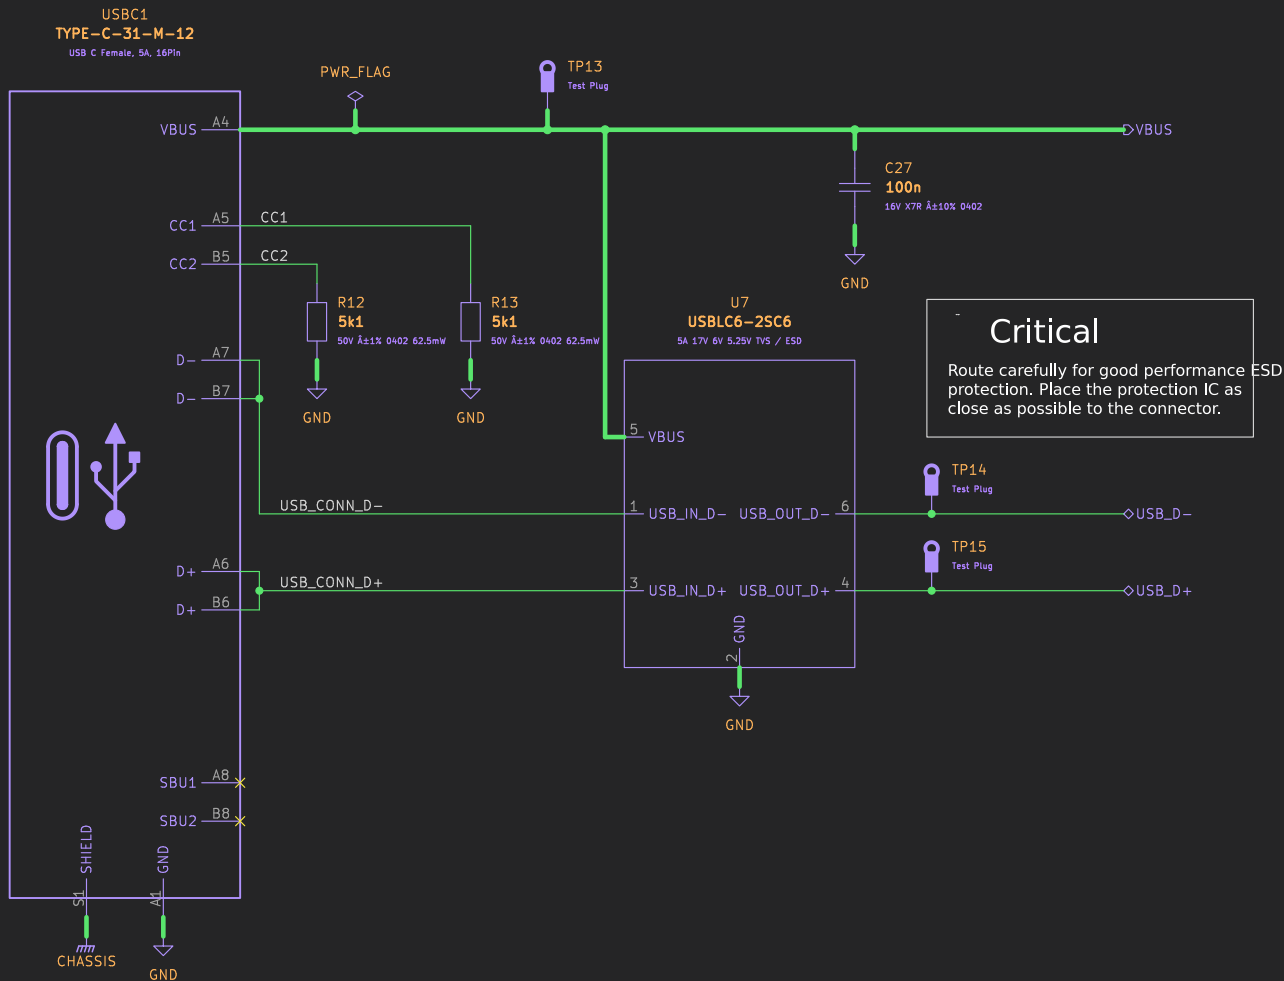 USBC1
TYPE-C-31-M-12
USB C Female, 5A, 16Pin
PWR_FLAG
TP13
Test Plug
VBUS A4
VBUS
C27
100n
16V X7R Â±10% 0402
GND
CC1 A5 CC1
CC2 B5 CC2
R12
5k1
50V Â±1% 0402 62.5mW
GND
R13
5k1
50V Â±1% 0402 62.5mW
GND
U7
USBLC6-2SC6
5A 17V 6V 5.25V TVS / ESD
-
Critical
Route carefully for good performance ESD
protection. Place the protection IC as
close as possible to the connector.
D- A7
D- B7
5 VBUS
USB_CONN_D-
1 USB_IN_D- USB_OUT_D- 6
TP14
Test Plug
USB_D-
D+ A6
D+ B6
USB_CONN_D+
3 USB_IN_D+ USB_OUT_D+ 4
TP15
Test Plug
USB_D+
GND
2
GND
SBU1 A8
SBU2 B8
SHIELD
S1
CHASSIS
GND
A1
GND